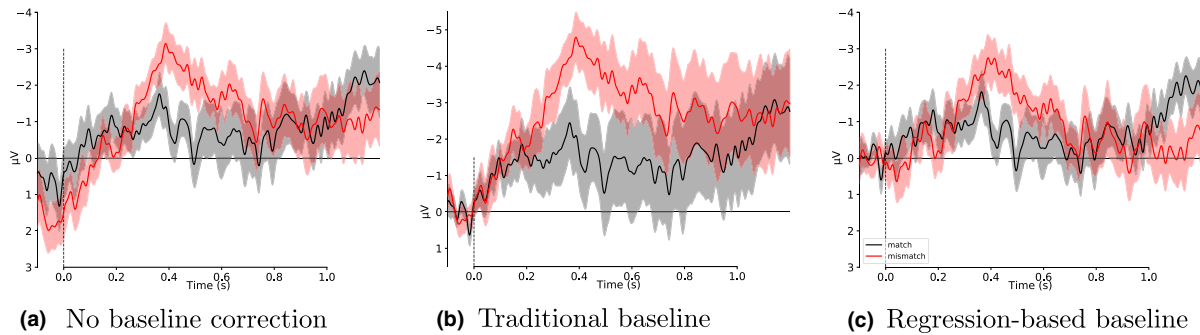 −4
−3
−2
−1
0
1
2
3
µV
0.0 0.2 0.4 0.6 0.8 1.0
Time (s)
(a) No baseline correction
−5
−4
−3
−2
−1
0
1
µV
0.0 0.2 0.4 0.6 0.8 1.0
Time (s)
(b) Traditional baseline
−4
−3
−2
−1
0
1
2
3
µV
match
mismatch
0.0 0.2 0.4 0.6 0.8 1.0
Time (s)
(c) Regression-based baseline